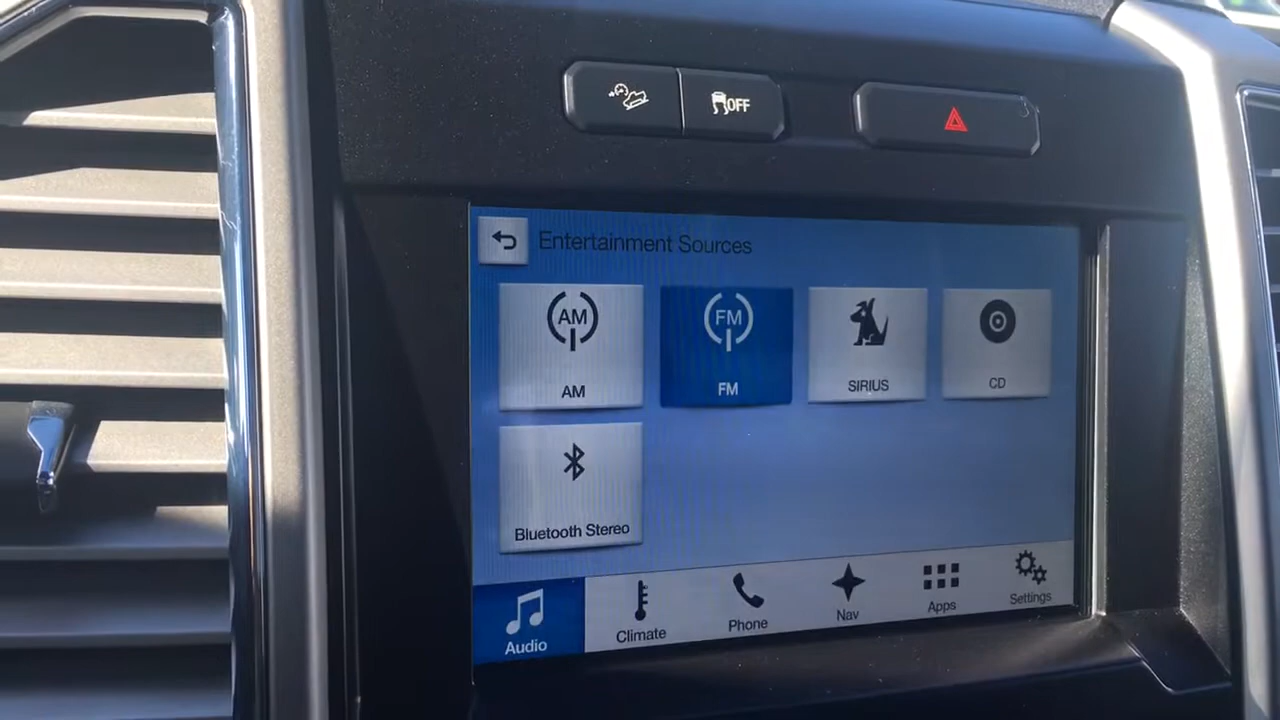 OFF
Entertainment Sources
AM
FM
AM
FM
SIRIUS
CD
Bluetooth Stereo
Audio
Climate
Phone
Nav
Apps
Settings